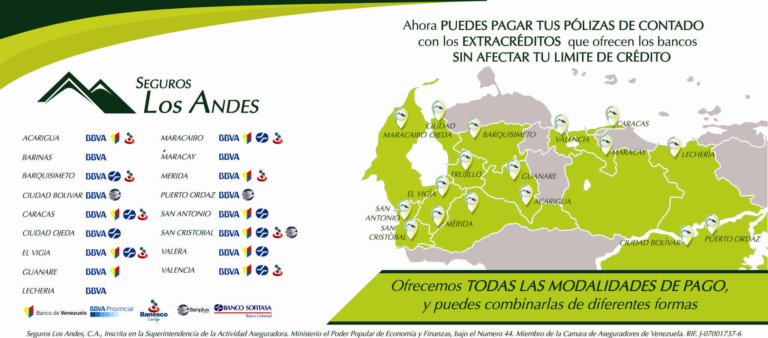 Ahora PUEDES PAGAR TUS PÓLIZAS DE CONTADO
con los EXTRACRÉDITOS que ofrecen los bancos
SIN AFECTAR TU LIMITE DE CRÉDITO
SEGUROS
LOS ANDES
ACARIGUA BBVA
BARINAS BBVA
BARQUISIMETO BBVA
CIUDAD BOLIVAR BBVA
CARACAS BBVA
CIUDAD OJEDA BBVA
EL VIGIA BBVA
GUANARE BBVA
LECHERIA BBVA
MARACAIBO BBVA
MARACAY BBVA
MERIDA BBVA
PUERTO ORDAZ BBVA
SAN ANTONIO BBVA
SAN CRISTOBAL BBVA
VALERA BBVA
VALENCIA BBVA
Banco de Venezuela
BBVA Provincial
Banesco
Banplus
BANCO SOFITASA
Banco Universal
CIUDAD
MARACAIBO OJEDA
BARQUISIMETO
VALENCIA
CARACAS
MARACAY
LECHERÍA
TRUJILLO
GUANARE
EL VIGIA
ACARIGUA
SAN
ANTONIO
SAN
CRISTÓBAL
MÉRIDA
CIUDAD BOLÍVAR
PUERTO ORDAZ
Ofrecemos TODAS LAS MODALIDADES DE PAGO,
y puedes combinarlas de diferentes formas
Seguros Los Andes, C.A., Inscrita en la Superintendencia de la Actividad Aseguradora. Ministerio el Poder Popular de Economía y Finanzas, bajo el Numero 44. Miembro de la Camara de Aseguradores de Venezuela. RIF. J-07001737-6